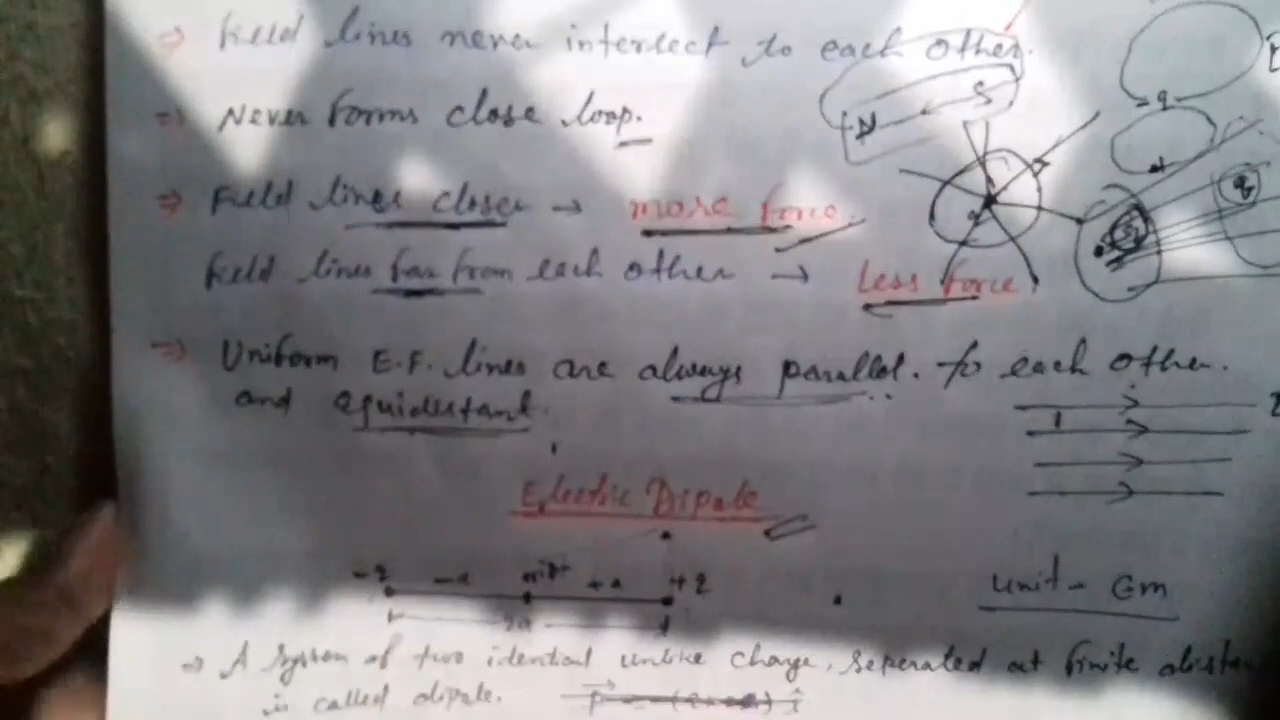 ⇒ Field lines never intersect to each other.
⇒ Never forms close loop.
⇒ Field lines closer → more force.
Field lines far from each other → Less force
⇒ Uniform E.F. lines are always parallel. to each other.
and equidistant.
Electric Dipole
-q -a +a +q
2a
unit - Cm
⇒ A system of two identical unlike charge, seperated at finite
is called dipole.
N S
-q